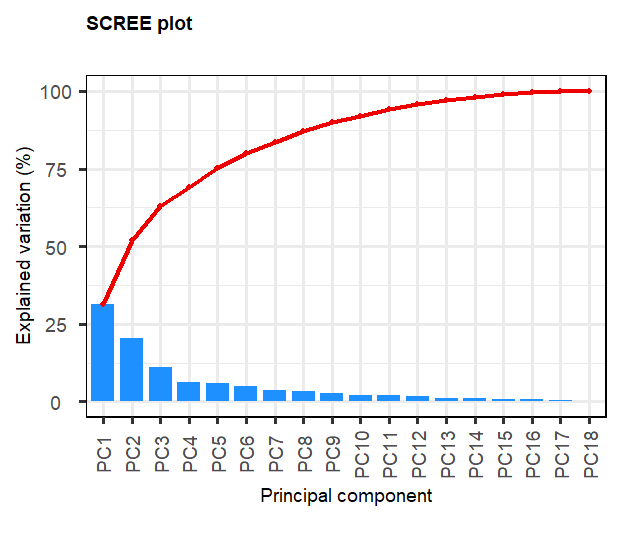 SCREE plot
Explained variation (%)
100
75
50
25
0
PC1 PC2 PC3 PC4 PC5 PC6 PC7 PC8 PC9 PC10 PC11 PC12 PC13 PC14 PC15 PC16 PC17 PC18
Principal component